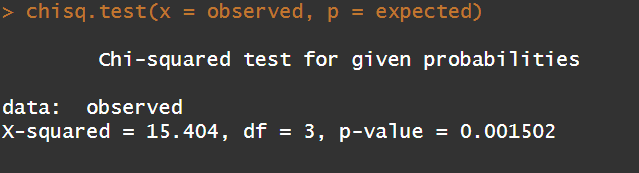 > chisq.test(x = observed, p = expected)
Chi-squared test for given probabilities
data:  observed
X-squared = 15.404, df = 3, p-value = 0.001502